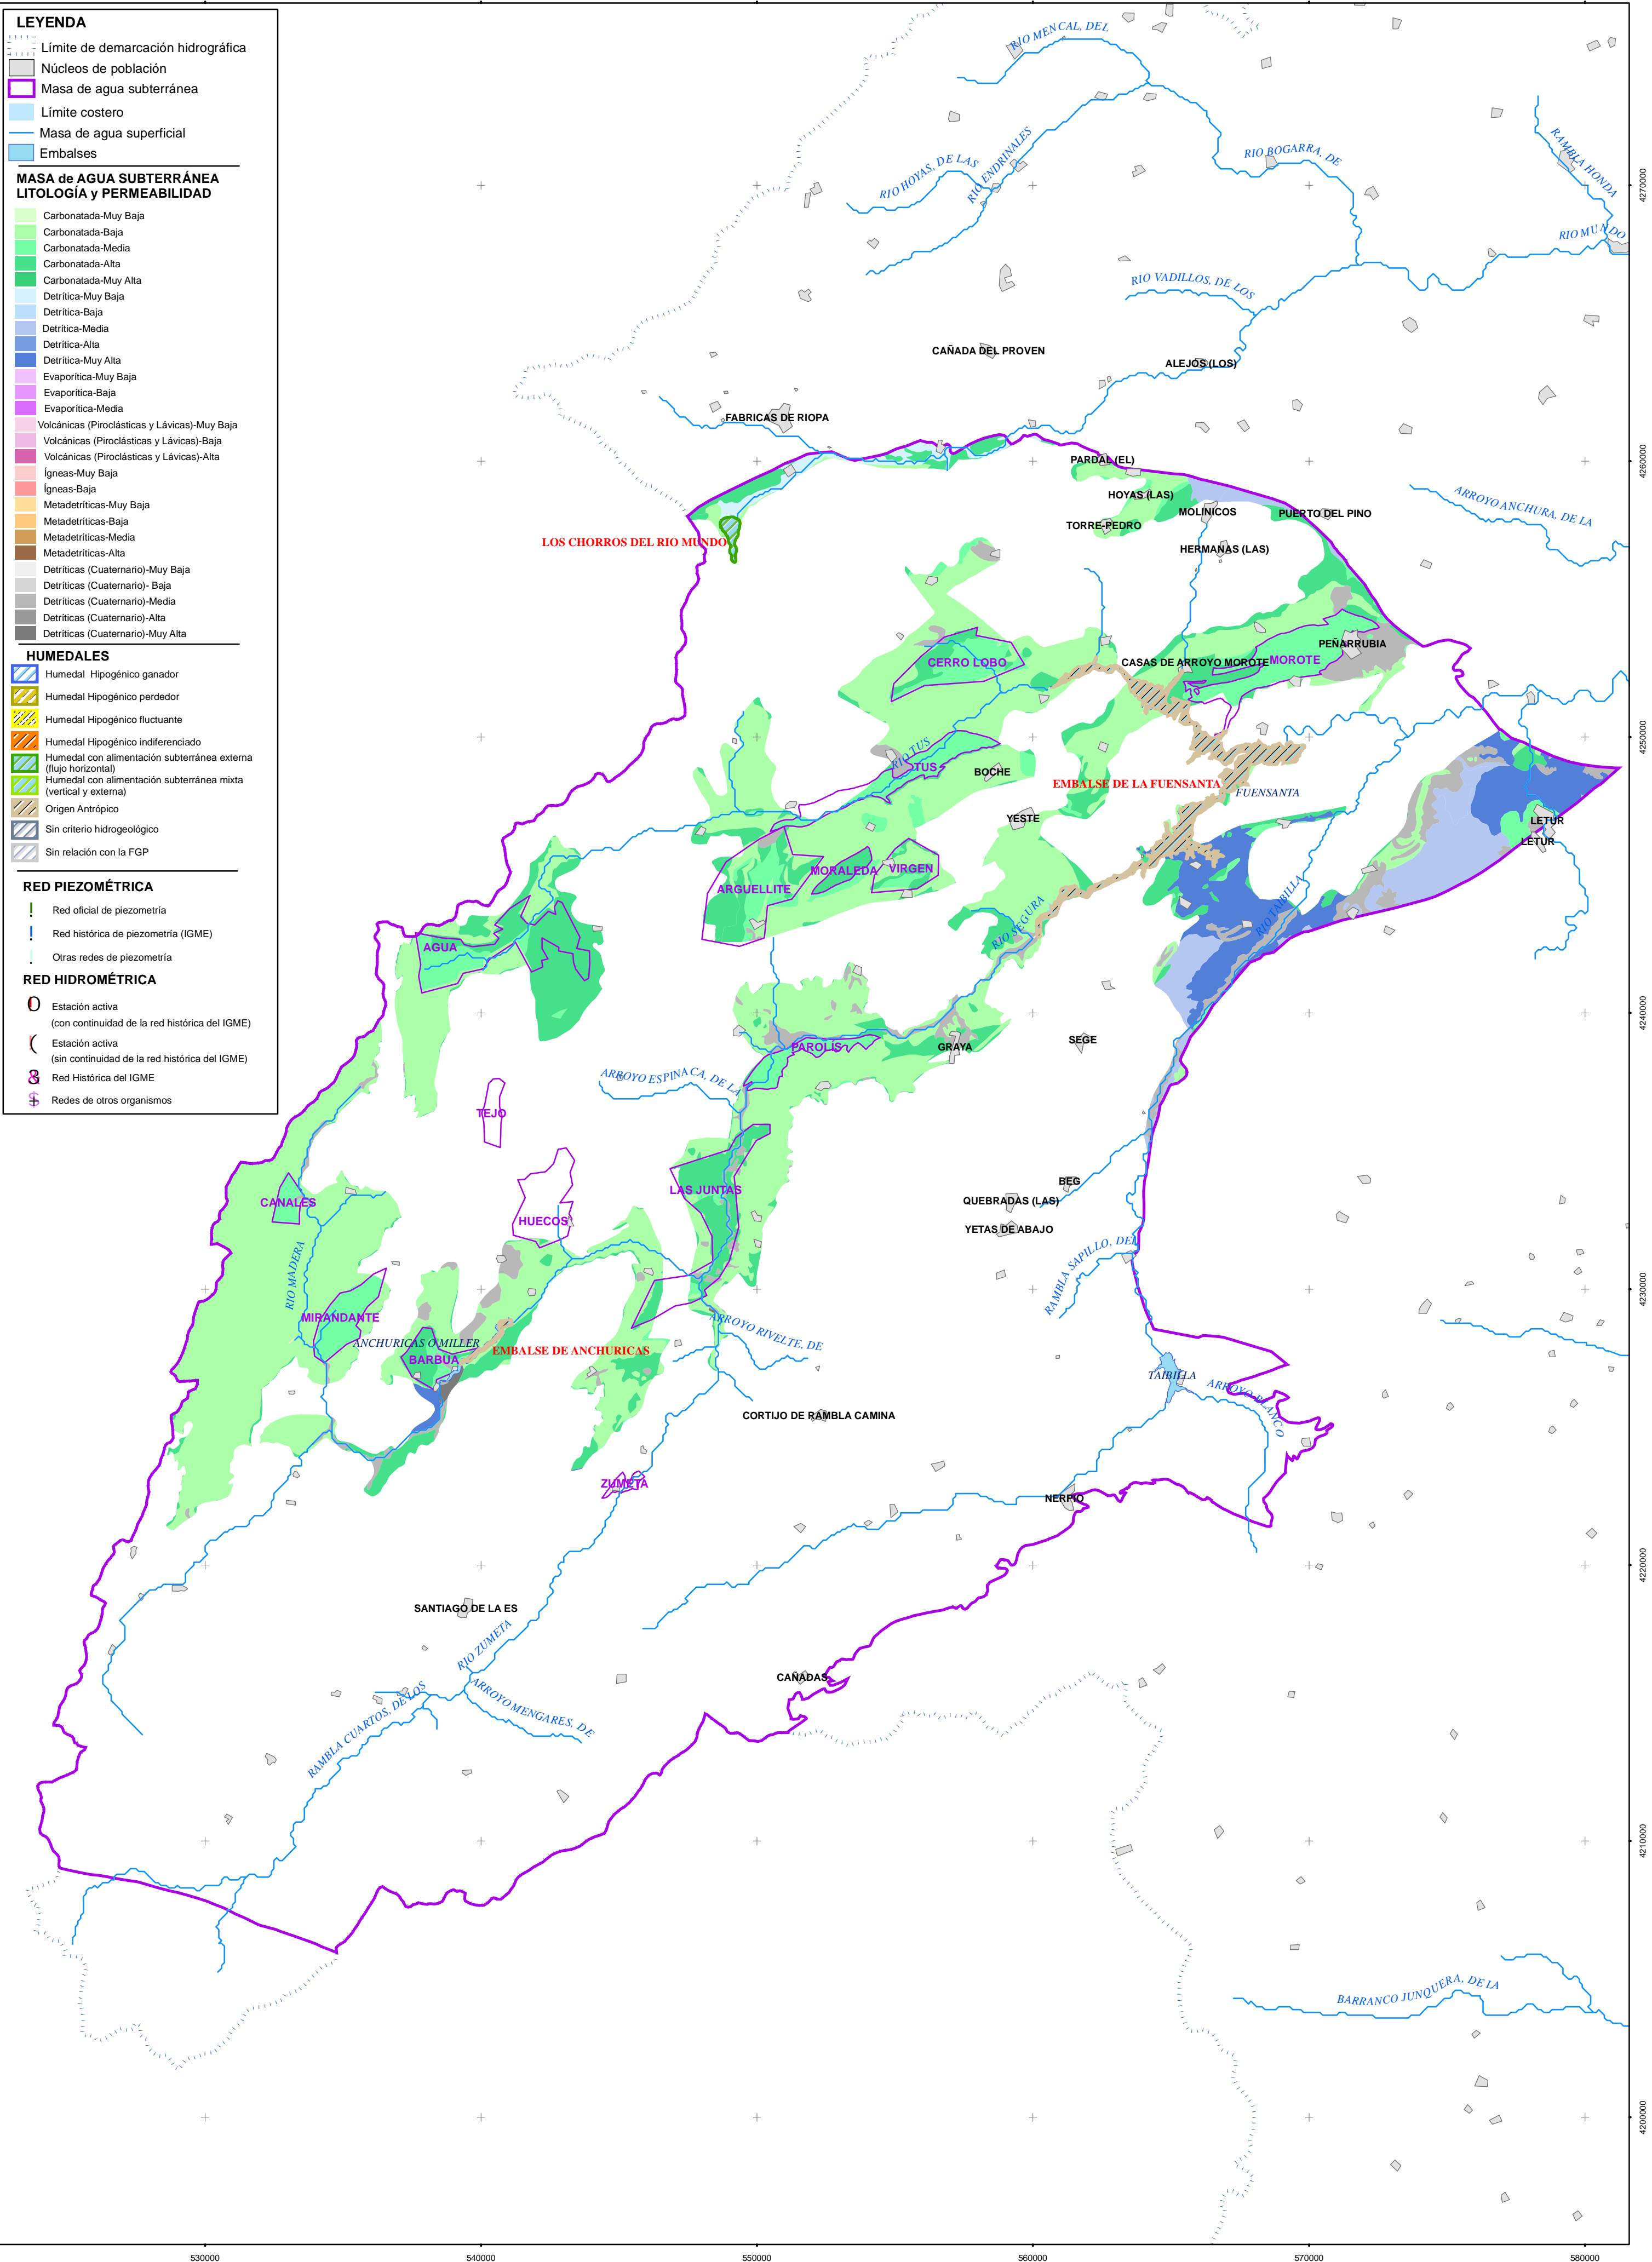 LEYENDA
Límite de demarcación hidrográfica
Núcleos de población
Masa de agua subterránea
Límite costero
Masa de agua superficial
Embalses
MASA de AGUA SUBTERRÁNEA
LITOLOGÍA y PERMEABILIDAD
Carbonatada-Muy Baja
Carbonatada-Baja
Carbonatada-Media
Carbonatada-Alta
Carbonatada-Muy Alta
Detrítica-Muy Baja
Detrítica-Baja
Detrítica-Media
Detrítica-Alta
Detrítica-Muy Alta
Evaporítica-Muy Baja
Evaporítica-Baja
Evaporítica-Media
Volcánicas (Piroclásticas y Lávicas)-Muy Baja
Volcánicas (Piroclásticas y Lávicas)-Baja
Volcánicas (Piroclásticas y Lávicas)-Alta
Ígneas-Muy Baja
Ígneas-Baja
Metadetríticas-Muy Baja
Metadetríticas-Baja
Metadetríticas-Media
Metadetríticas-Alta
Detríticas (Cuaternario)-Muy Baja
Detríticas (Cuaternario)- Baja
Detríticas (Cuaternario)-Media
Detríticas (Cuaternario)-Alta
Detríticas (Cuaternario)-Muy Alta
HUMEDALES
Humedal  Hipogénico ganador
Humedal Hipogénico perdedor
Humedal Hipogénico fluctuante
Humedal Hipogénico indiferenciado
Humedal con alimentación subterránea externa
(flujo horizontal)
Humedal con alimentación subterránea mixta
(vertical y externa)
Origen Antrópico
Sin criterio hidrogeológico
Sin relación con la FGP
RED PIEZOMÉTRICA
Red oficial de piezometría
Red histórica de piezometría (IGME)
Otras redes de piezometría
RED HIDROMÉTRICA
Estación activa
(con continuidad de la red histórica del IGME)
Estación activa
(sin continuidad de la red histórica del IGME)
Red Histórica del IGME
Redes de otros organismos
RIO MENCAL, DEL
RIO HOYAS, DE LAS
RIO ENDRINALES
RIO BOGARRA, DE
RAMBLA HONDA
RIO MUNDO
RIO VADILLOS, DE LOS
CAÑADA DEL PROVEN
ALEJOS (LOS)
FABRICAS DE RIOPA
PARDAL (EL)
HOYAS (LAS)
MOLINICOS
PUERTO DEL PINO
TORRE-PEDRO
HERMANAS (LAS)
ARROYO ANCHURA, DE LA
LOS CHORROS DEL RIO MUNDO
PEÑARRUBIA
CERRO LOBO
CASAS DE ARROYO MOROTE
MOROTE
RIO TUS
TUS
BOCHE
EMBALSE DE LA FUENSANTA
FUENSANTA
YESTE
LETUR
LETUR
MORALEDA
VIRGEN
ARGUELLITE
RIO SEGURA
RIO TAIBILLA
AGUA
PAROLIS
GRAYA
SEGE
ARROYO ESPINACA, DE LA
TEJO
LAS JUNTAS
BEG
QUEBRADAS (LAS)
YETAS DE ABAJO
CANALES
HUECOS
RIO MADERA
RAMBLA SAPILLO, DEL
MIRANDANTE
ARROYO RIVELTE, DE
ANCHURICAS O MILLER
EMBALSE DE ANCHURICAS
BARBUA
TAIBILLA
ARROYO BLANCO
CORTIJO DE RAMBLA CAMINA
ZUMETA
NERPIO
SANTIAGO DE LA ES
RIO ZUMETA
CAÑADAS
RAMBLA CUARTOS, DE LOS
ARROYO MENGARES, DE
BARRANCO JUNQUERA, DE LA
4270000
4260000
4250000
4240000
4230000
4220000
4210000
4200000
530000
540000
550000
560000
570000
580000